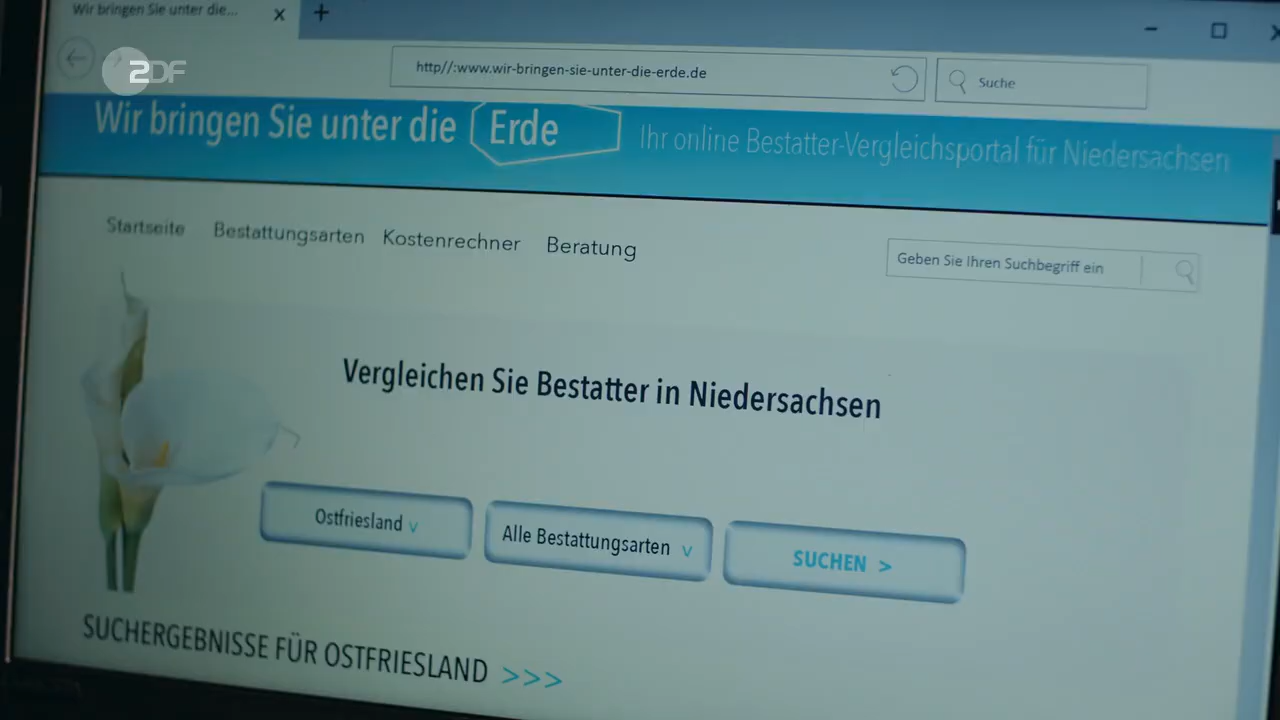 Wir bringen Sie unter die...
x
+
ZDF
http//:www.wir-bringen-sie-unter-die-erde.de
Suche
Wir bringen Sie unter die Erde
Ihr online Bestatter-Vergleichsportal für Niedersachsen
Startseite
Bestattungsarten
Kostenrechner
Beratung
Geben Sie Ihren Suchbegriff ein
Vergleichen Sie Bestatter in Niedersachsen
Ostfriesland v
Alle Bestattungsarten v
SUCHEN >
SUCHERGEBNISSE FÜR OSTFRIESLAND >>>